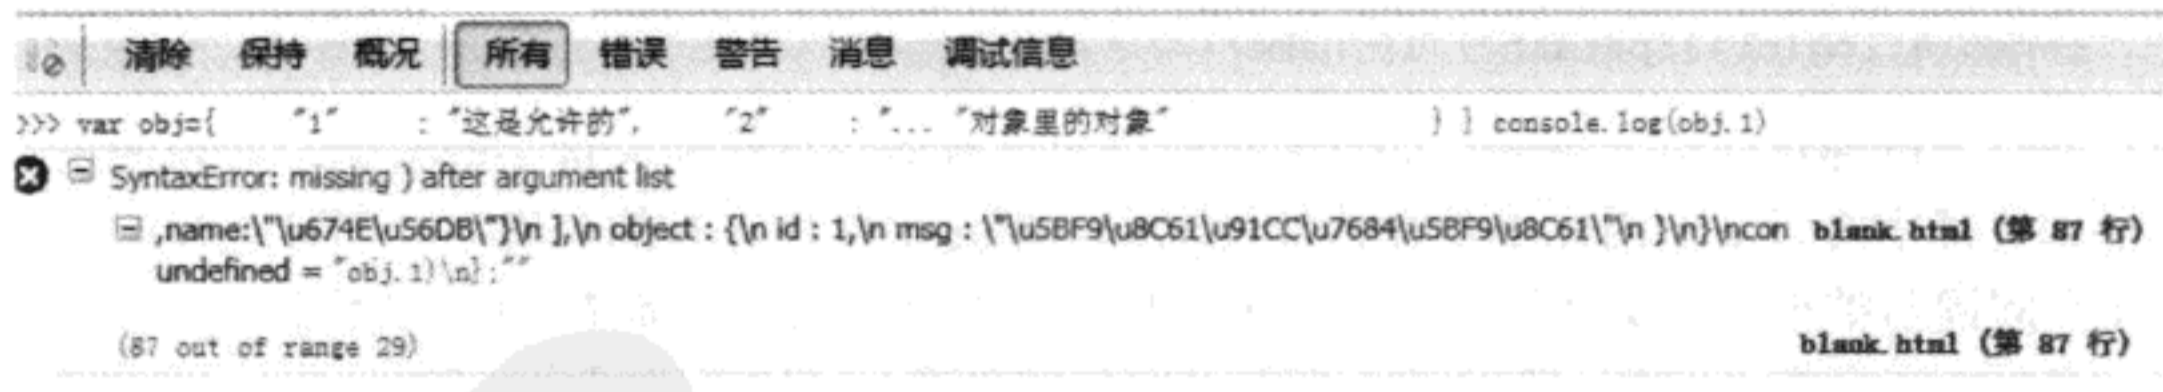 清除 保持 概况 所有 错误 警告 消息 调试信息
>>> var obj={ "1" : "这是允许的", "2" : "... "对象里的对象" } } console.log(obj.1)
SyntaxError: missing ) after argument list
,name:\"\u674E\u56DB\"}\n ],\n object : {\n id : 1,\n msg : \"\u5BF9\u8C61\u91CC\u7684\u5BF9\u8C61\"\n }\n}\ncon blank.html (第 87 行)
undefined = "obj.1)\n};""
(87 out of range 29) blank.html (第 87 行)